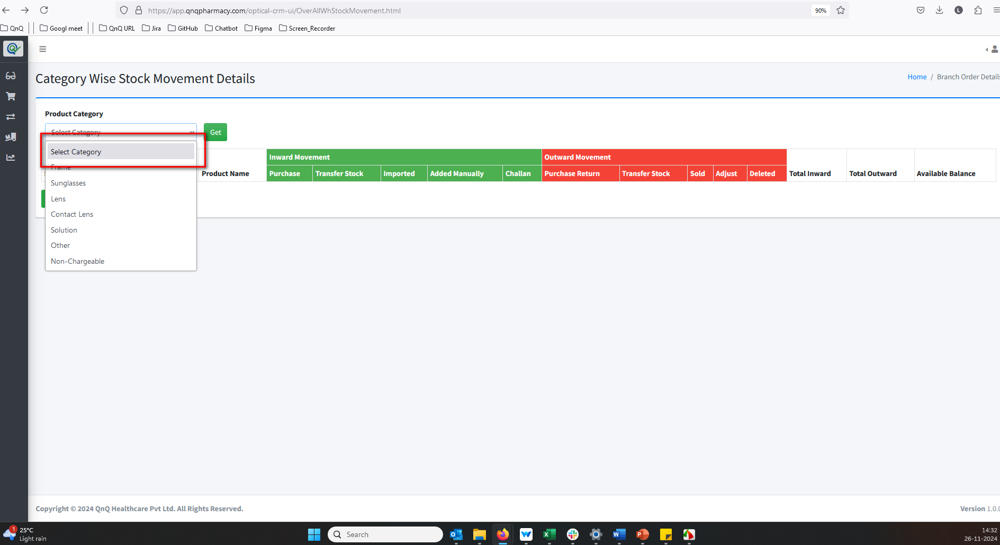 https://app.qnqpharmacy.com/optical-crm-ui/OverAllWhStockMovement.html
90%
L
QnQ
Googl meet
QnQ URL
Jira
GitHub
Chatbot
Figma
Screen_Recorder
Category Wise Stock Movement Details
Home / Branch Order Details
Product Category
Select Category
Get
Select Category
Frame
Sunglasses
Lens
Contact Lens
Solution
Other
Non-Chargeable
Product Name
Inward Movement
Outward Movement
Purchase
Transfer Stock
Imported
Added Manually
Challan
Purchase Return
Transfer Stock
Sold
Adjust
Deleted
Total Inward
Total Outward
Available Balance
Copyright © 2024 QnQ Healthcare Pvt Ltd. All Rights Reserved.
Version 1.0.0
1
25°C
Light rain
Search
14:32
26-11-2024